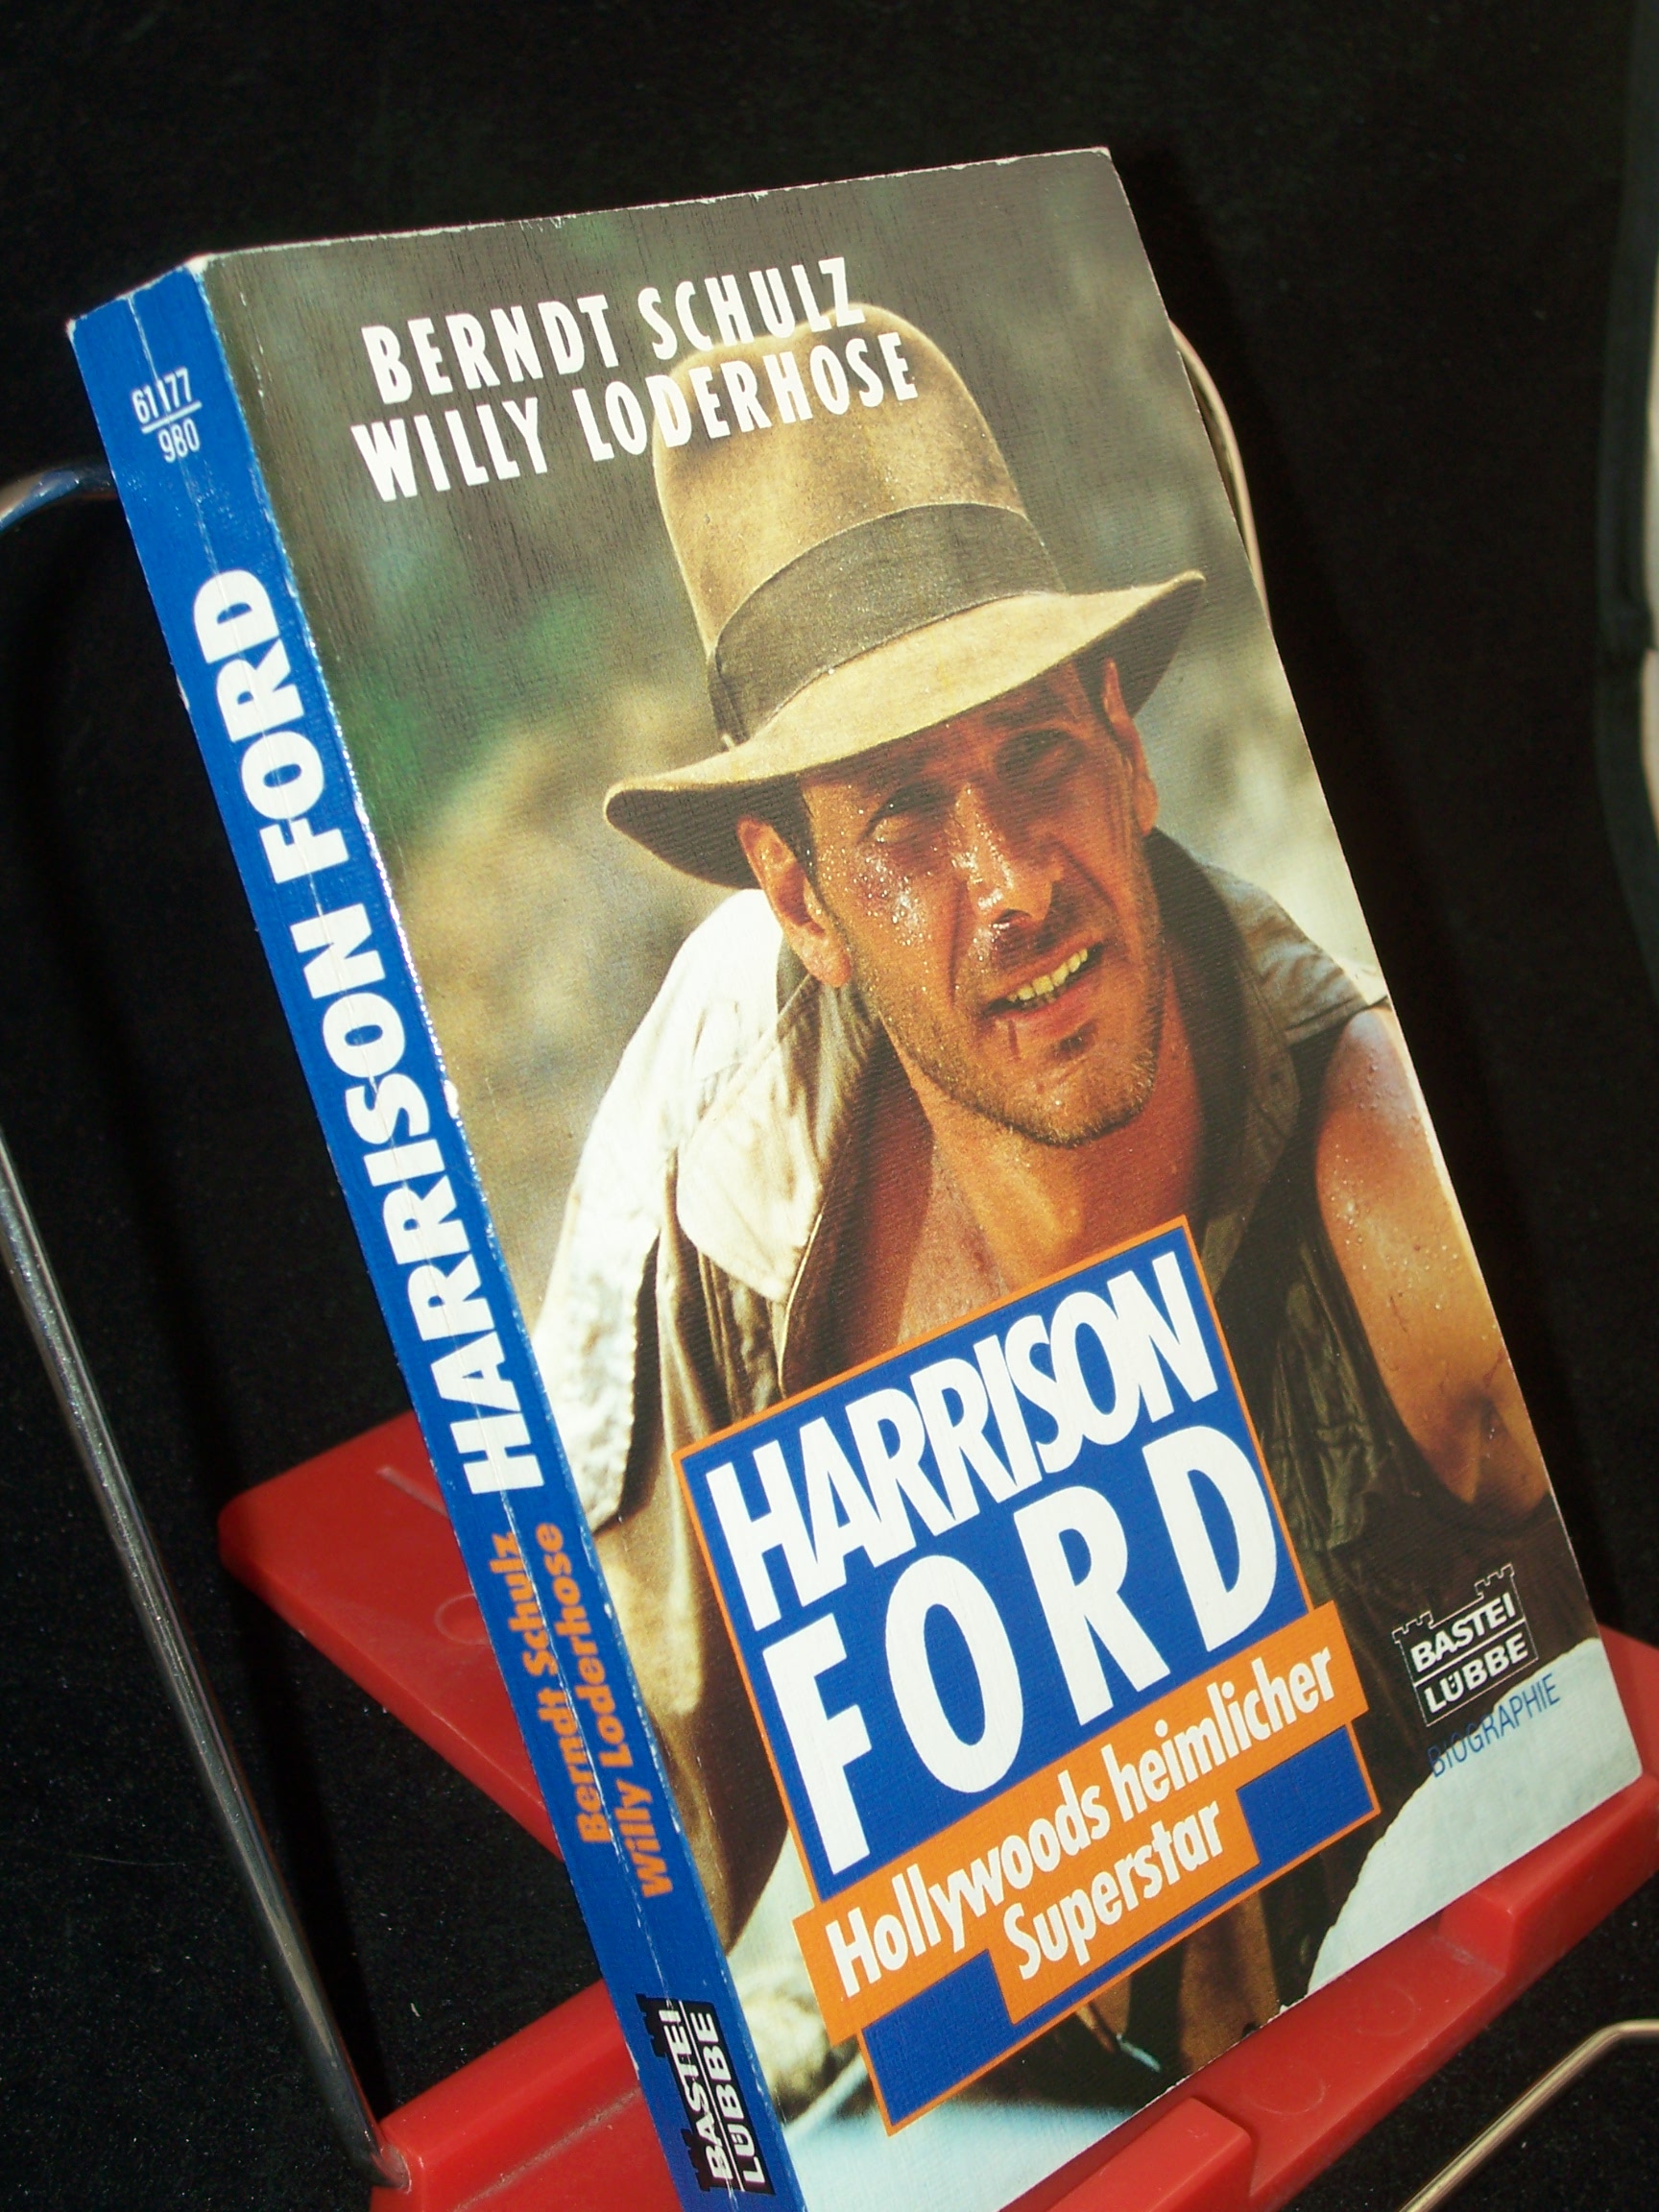 BERNDT SCHULZ
WILLY LODERHOSE
HARRISON
FORD
Hollywoods heimlicher
Superstar
BASTEI
LÜBBE
BIOGRAPHIE
61177
980
HARRISON FORD
Berndt Schulz
Willy Loderhose
BASTEI
LÜBBE